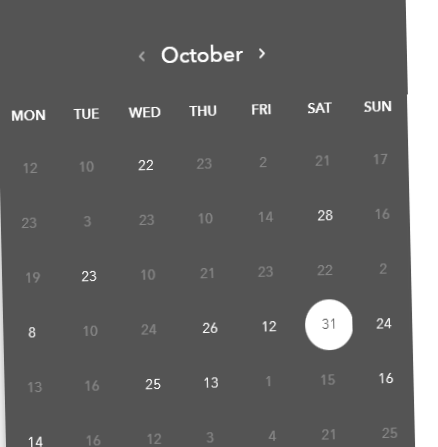 ‹ October ›
MON TUE WED THU FRI SAT SUN
12 10 22 23 2 21 17
23 3 23 10 14 28 16
19 23 10 21 23 22 2
8 10 24 26 12 31 24
13 16 25 13 1 15 16
14 16 12 3 4 21 25